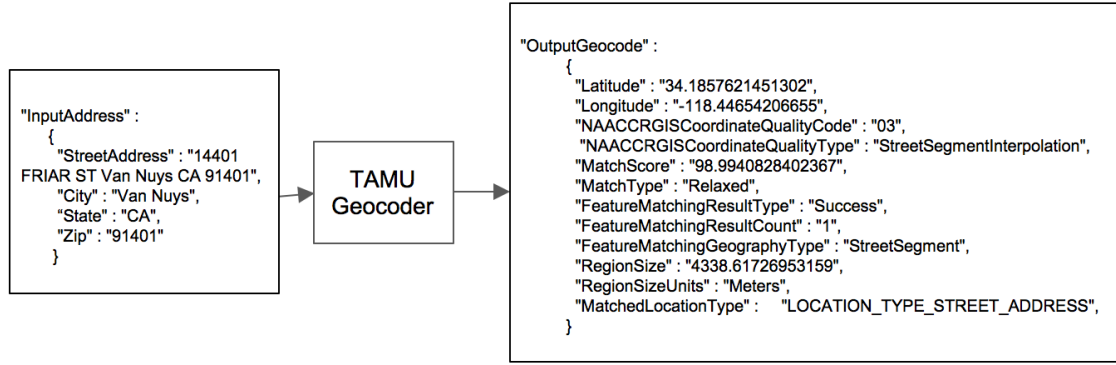 "InputAddress" :
{
"StreetAddress" : "14401
FRIAR ST Van Nuys CA 91401",
"City" : "Van Nuys",
"State" : "CA",
"Zip" : "91401"
}
TAMU
Geocoder
"OutputGeocode" :
{
"Latitude" : "34.1857621451302",
"Longitude" : "-118.44654206655",
"NAACCRGISCoordinateQualityCode" : "03",
"NAACCRGISCoordinateQualityType" : "StreetSegmentInterpolation",
"MatchScore" : "98.9940828402367",
"MatchType" : "Relaxed",
"FeatureMatchingResultType" : "Success",
"FeatureMatchingResultCount" : "1",
"FeatureMatchingGeographyType" : "StreetSegment",
"RegionSize" : "4338.61726953159",
"RegionSizeUnits" : "Meters",
"MatchedLocationType" : "LOCATION_TYPE_STREET_ADDRESS",
}